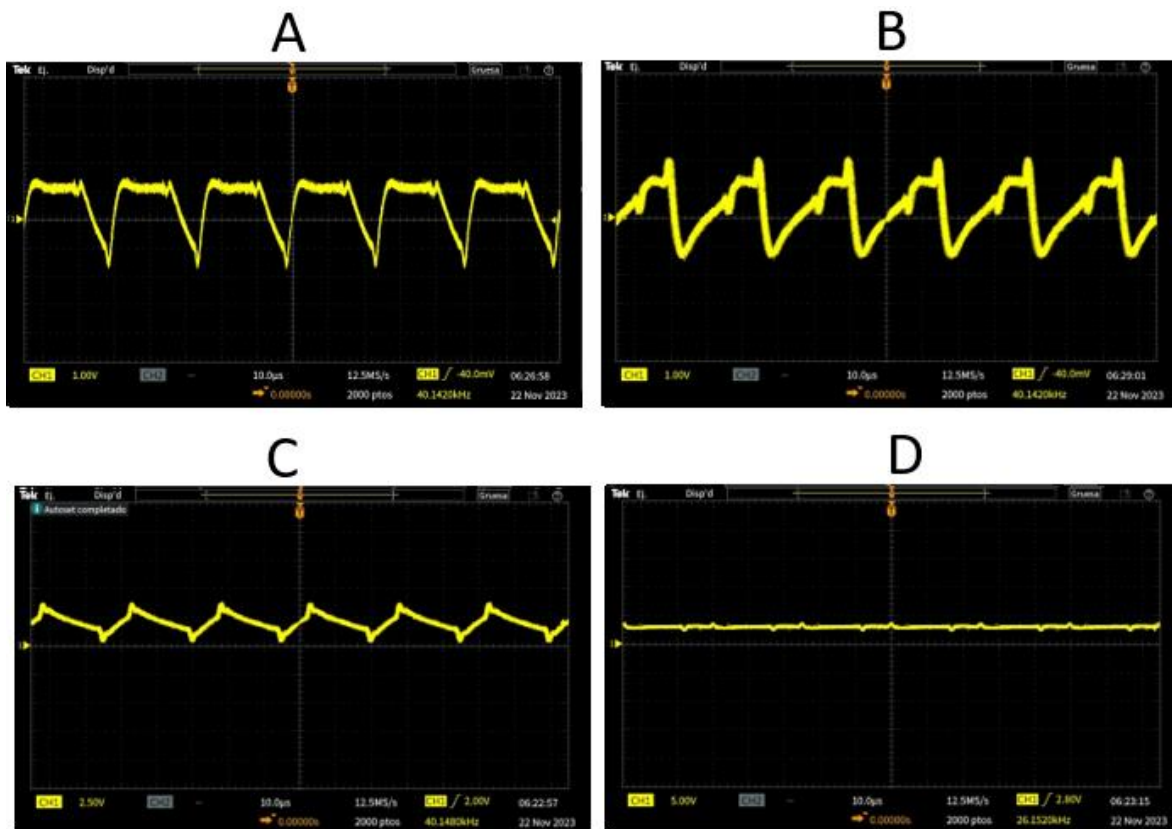 A
B
Tek Ej. Disp'd Gruesa
CH1 1.00V CH2 10.0µs 12.5MS/s CH1 -40.0mV 06:26:58
0.00000s 2000 ptos 40.1420kHz 22 Nov 2023
Tek Ej. Disp'd Gruesa
CH1 1.00V CH2 10.0µs 12.5MS/s CH1 -40.0mV 06:29:01
0.00000s 2000 ptos 40.1420kHz 22 Nov 2023
C
D
Tek Ej. Disp'd Gruesa
Autoset completado
CH1 2.50V CH2 10.0µs 12.5MS/s CH1 2.00V 06:22:57
0.00000s 2000 ptos 40.1480kHz 22 Nov 2023
Tek Ej. Disp'd Gruesa
CH1 5.00V CH2 10.0µs 12.5MS/s CH1 2.80V 06:23:15
0.00000s 2000 ptos 26.1520kHz 22 Nov 2023